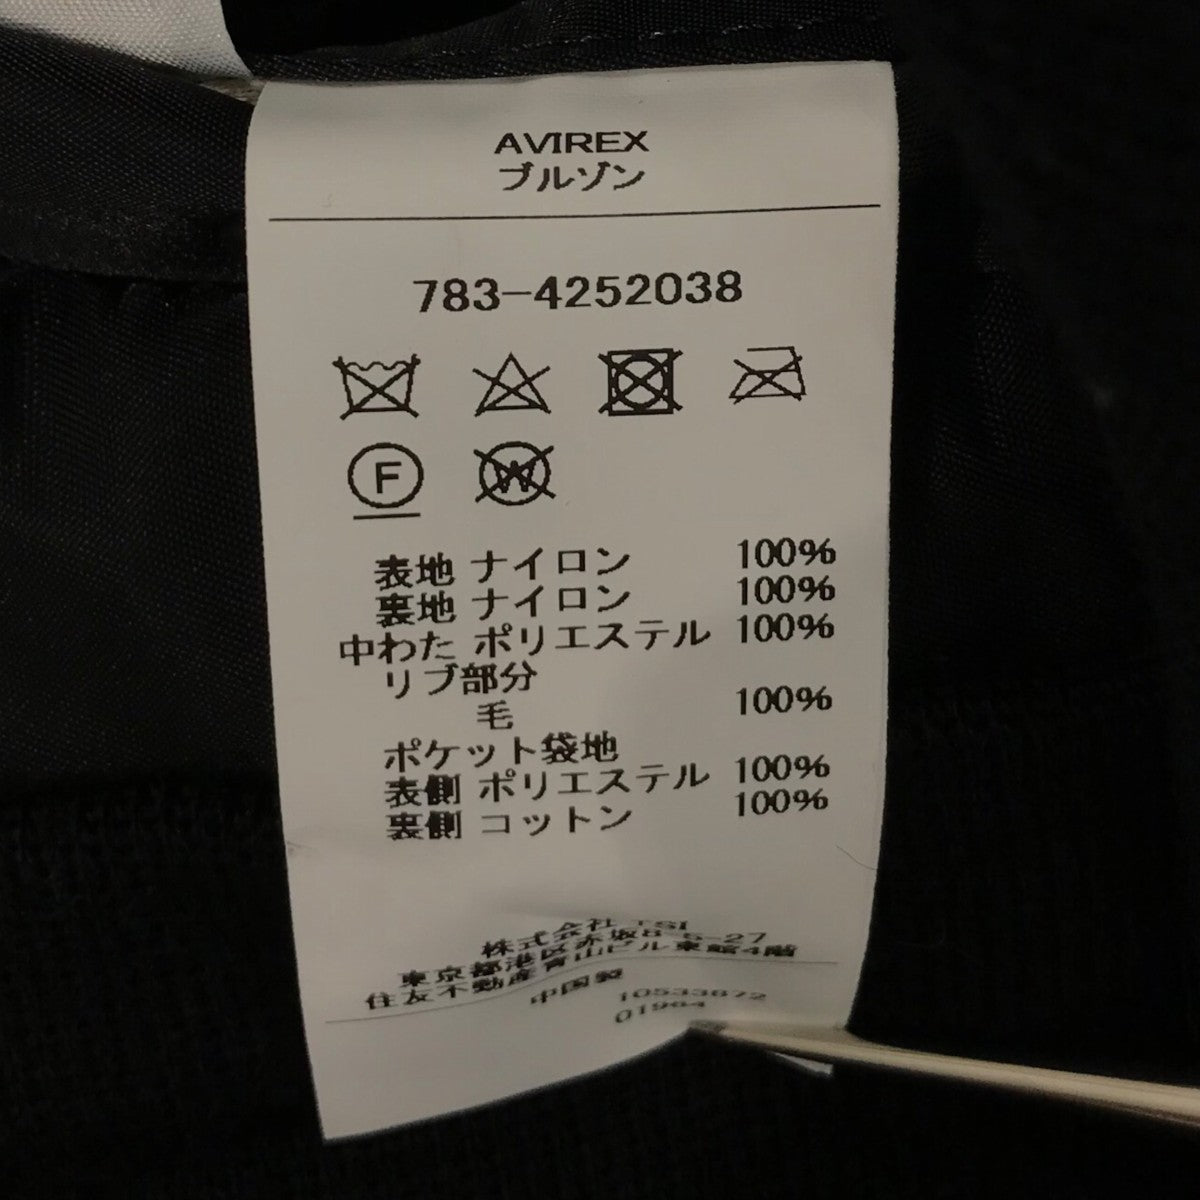 AVIREX
ブルゾン
783-4252038
F
W
表地 ナイロン 100%
裏地 ナイロン 100%
中わた ポリエステル 100%
リブ部分
毛 100%
ポケット袋地
表側 ポリエステル 100%
裏側 コットン 100%
株式会社 TSI
東京都港区赤坂8-5-27
住友不動産青山ビル東館4階
中国製
10533672
01964